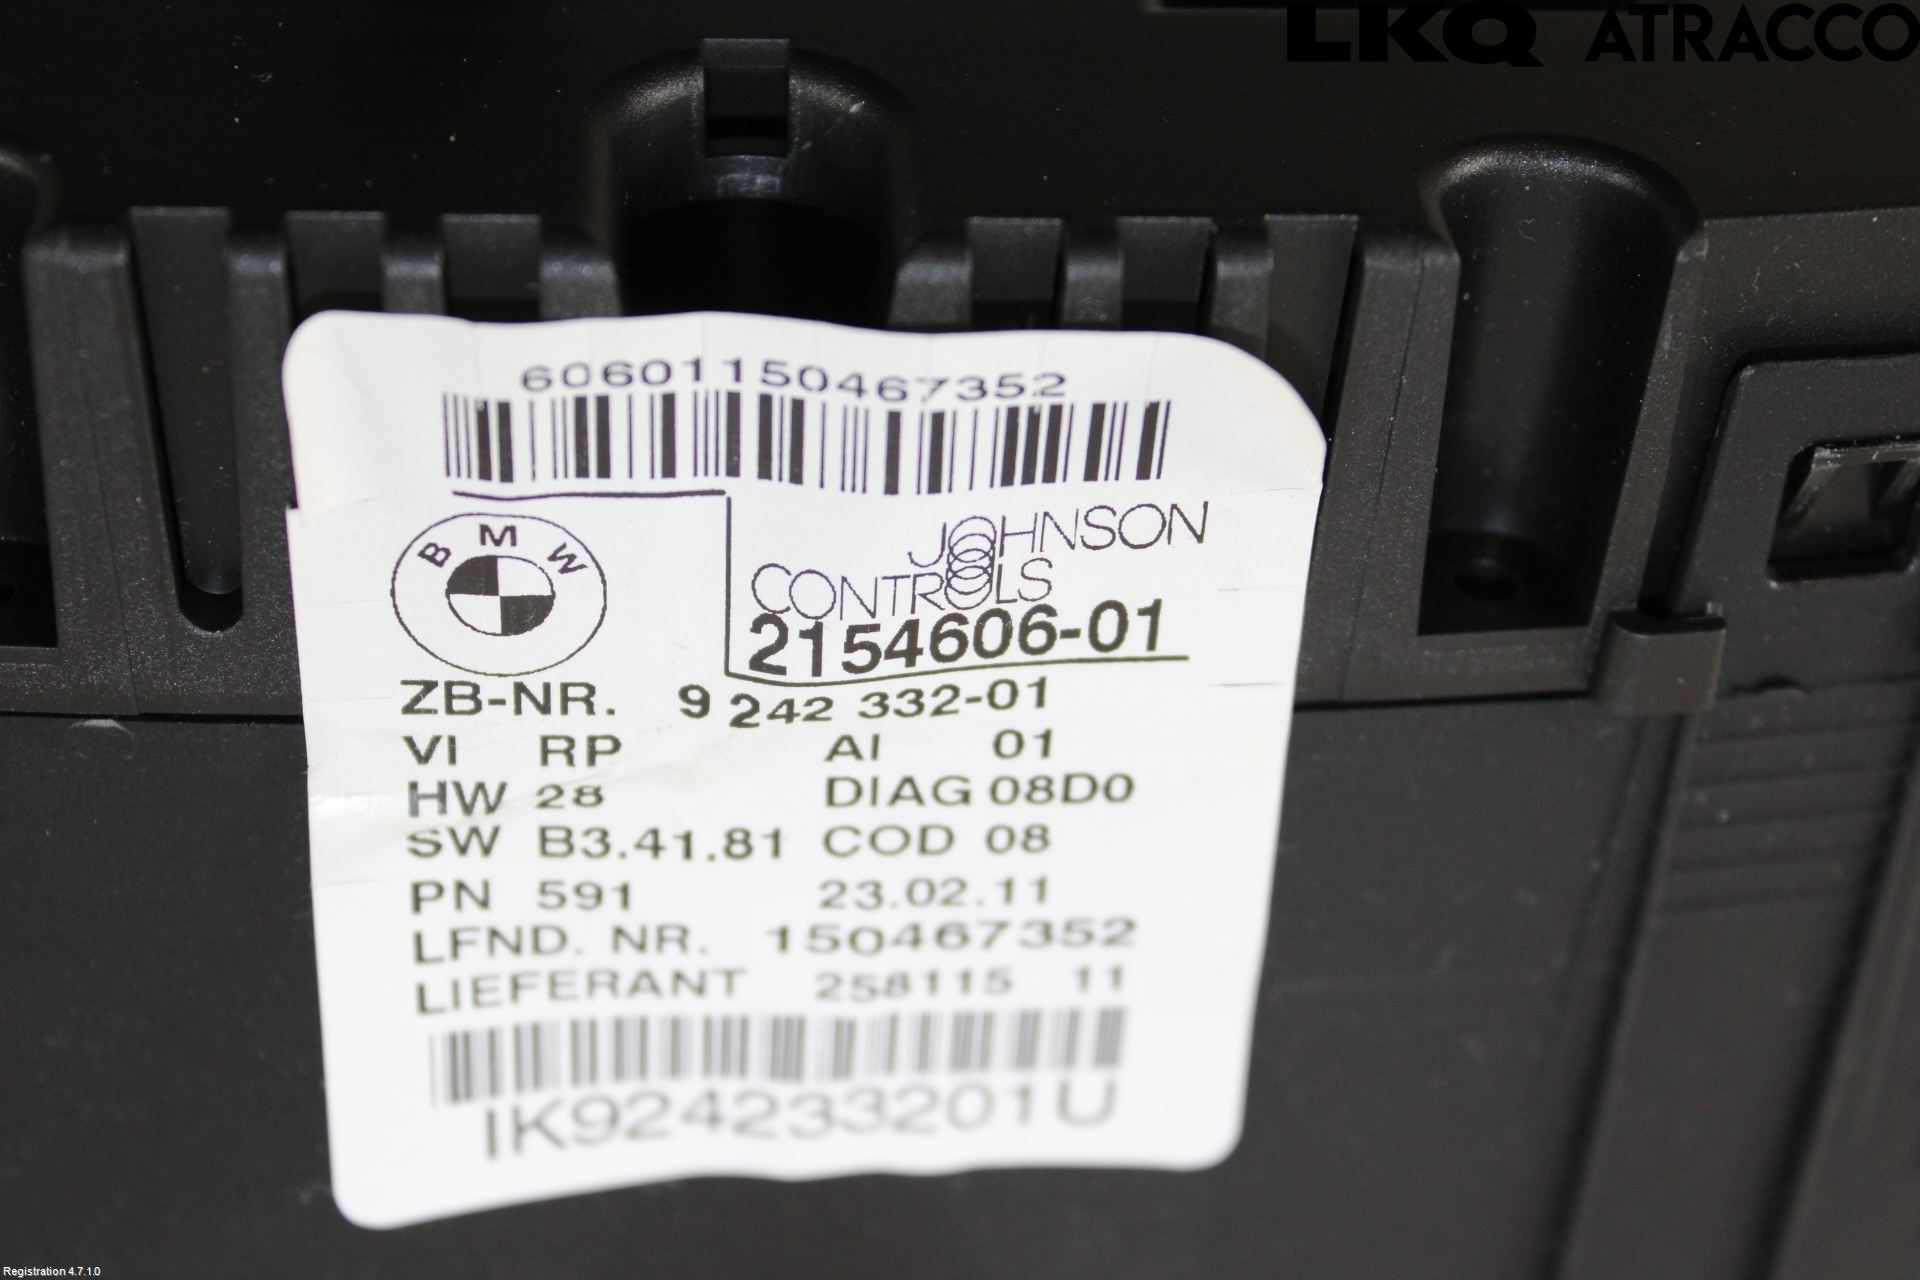 LKQ ATRACCO
60601150467352
BMW
JOHNSON
CONTROLS
2154606-01
ZB-NR. 9 242 332-01
VI RP AI 01
HW 28 DIAG 08D0
SW B3.41.81 COD 08
PN 591 23.02.11
LFND. NR. 150467352
LIEFERANT 258115 11
IK924233201U
Registration 4.7.1.0